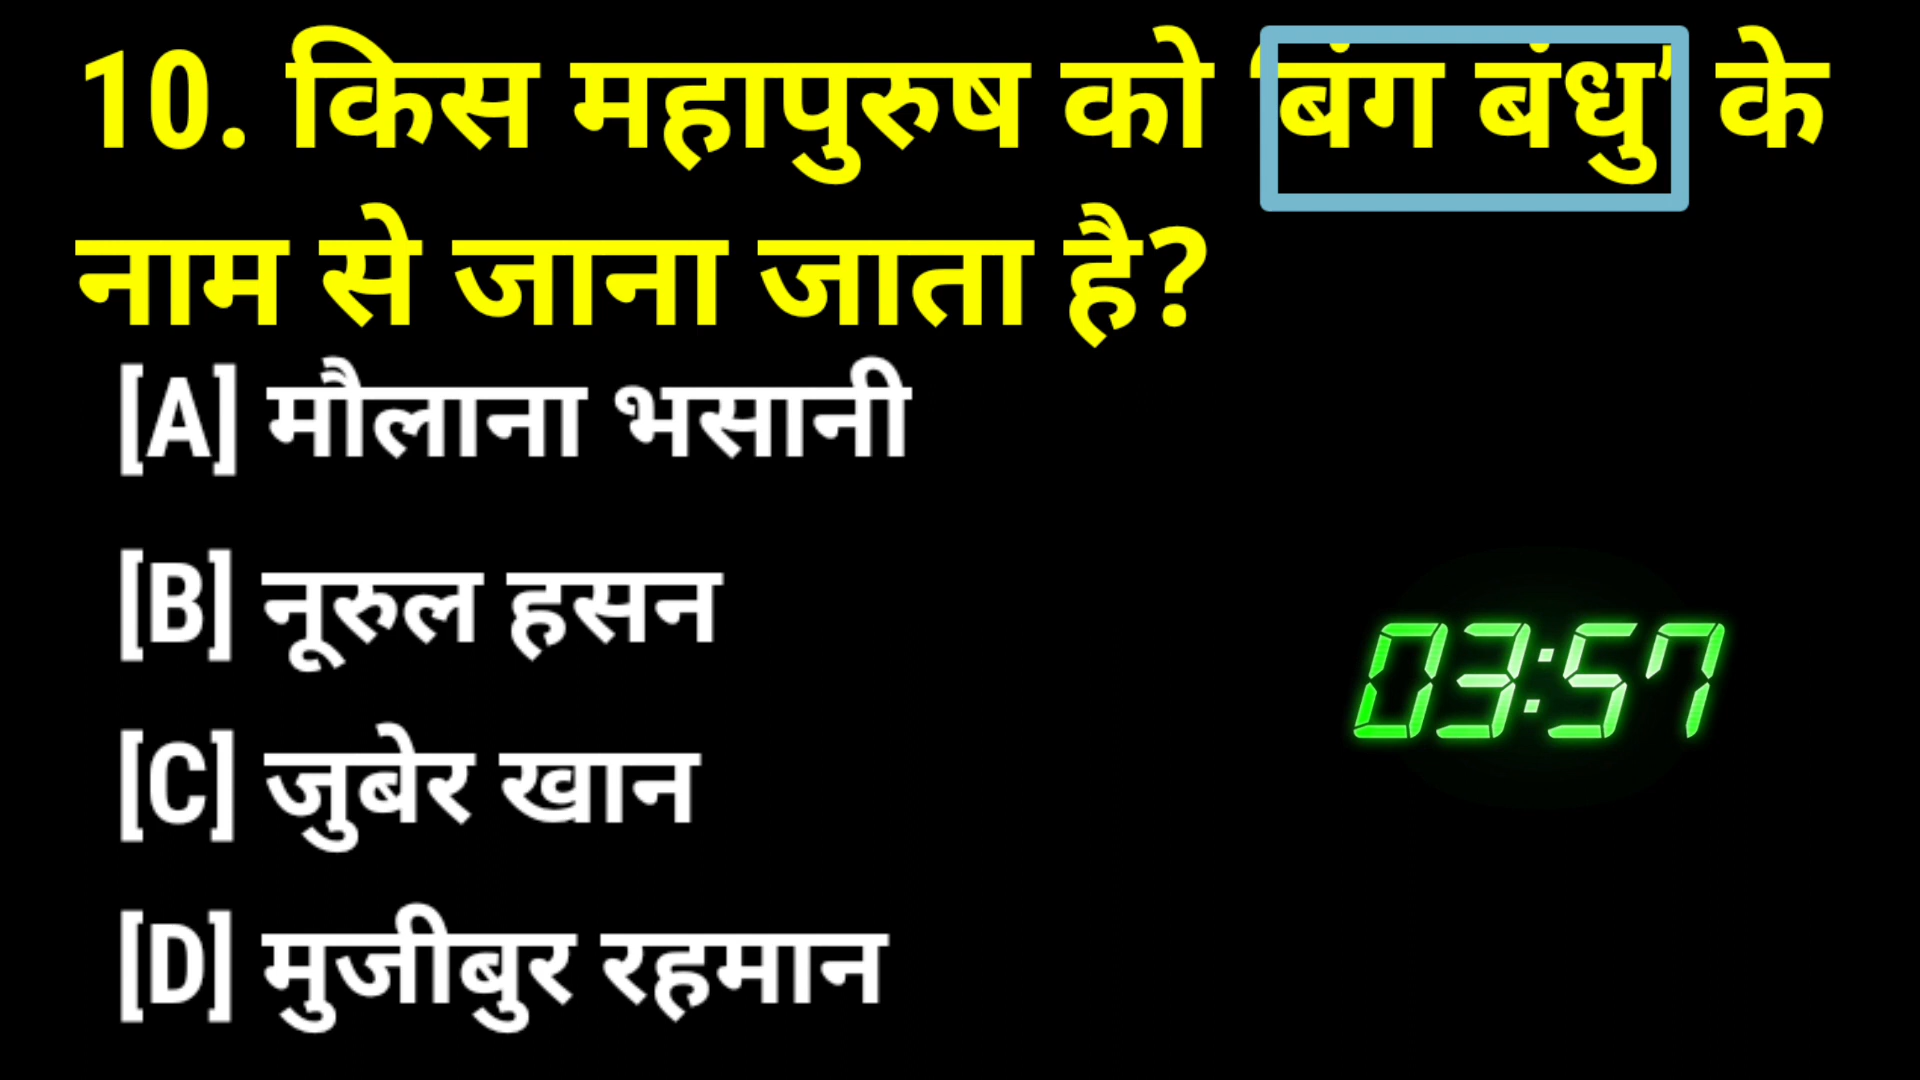 10. किस महापुरुष को ‘बंग बंधु’ के
नाम से जाना जाता है?
[A] मौलाना भसानी
[B] नूरुल हसन
03:57
[C] जुबेर खान
[D] मुजीबुर रहमान